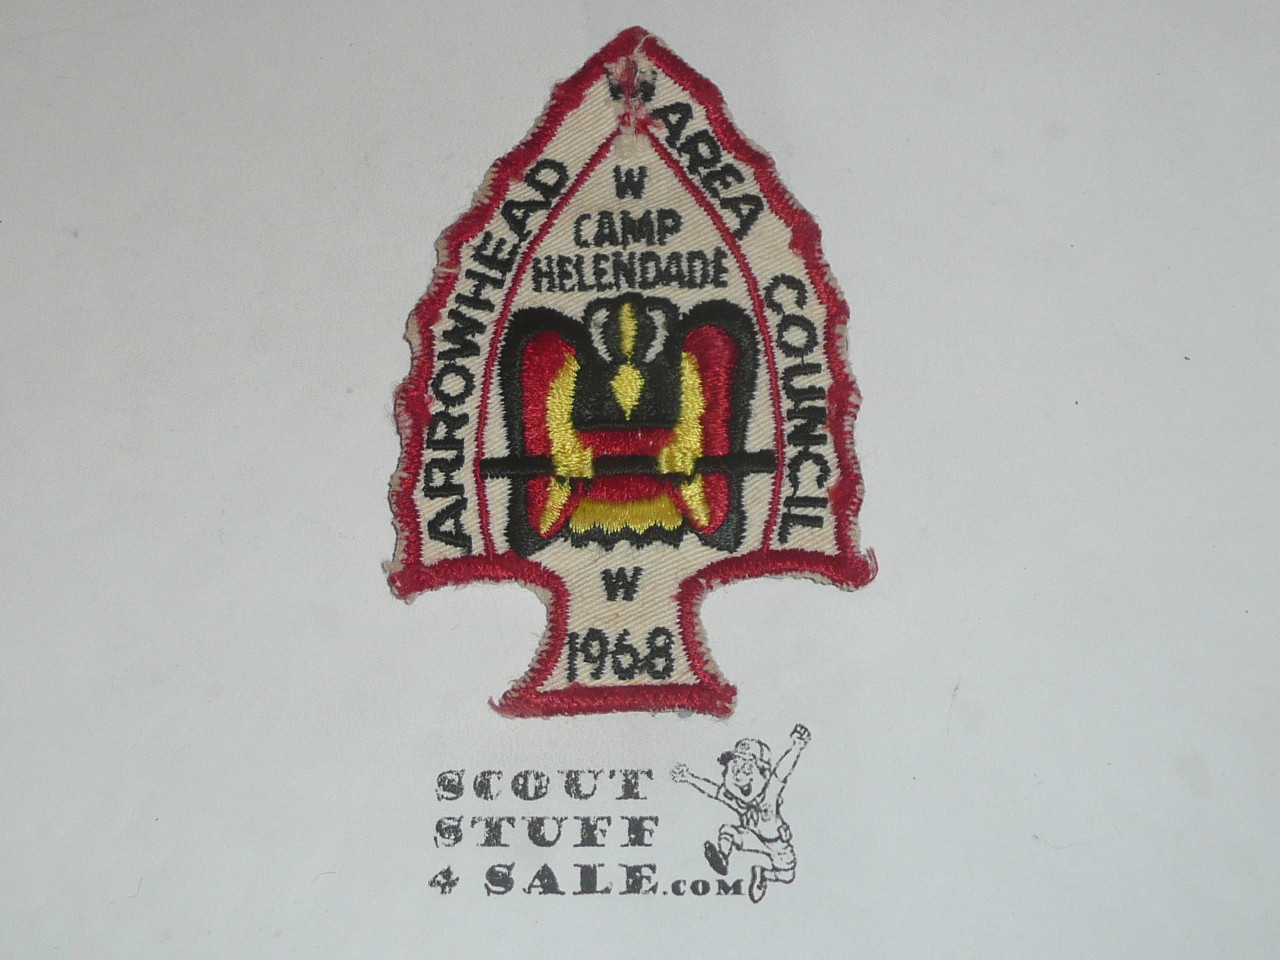 W
ARROWHEAD AREA COUNCIL
W
CAMP
HELENDADE
W
1968
SCOUT
STUFF
4 SALE.COM